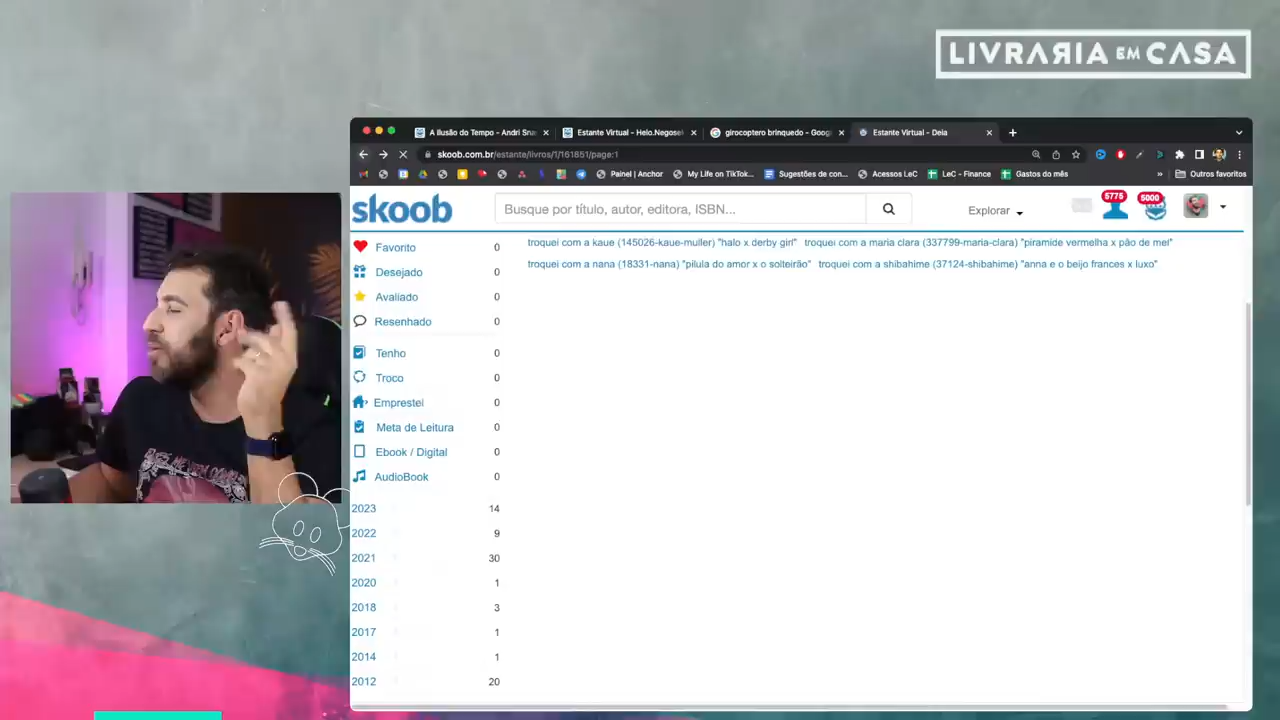 LIVRARIA EM CASA
A ilusão do Tempo - Andri Sna
Estante Virtual - Helo.Negosek
girocoptero brinquedo - Googl
Estante Virtual - Deia
skoob.com.br/estante/livros/1/161851/page:1
Painel | Anchor
My Life on TikTok...
Sugestões de con...
Acessos LeC
LeC - Finance
Gastos do mês
»
Outros favoritos
skoob
Busque por título, autor, editora, ISBN...
Explorar
5775
5000
troquei com a kaue (145026-kaue-muller) "halo x derby girl" troquei com a maria clara (337799-maria-clara) "piramide vermelha x pão de mel"
troquei com a nana (18331-nana) "pilula do amor x o solteirão" troquei com a shibahime (37124-shibahime) "anna e o beijo frances x luxo"
Favorito 0
Desejado 0
Avaliado 0
Resenhado 0
Tenho 0
Troco 0
Emprestei 0
Meta de Leitura 0
Ebook / Digital 0
AudioBook 0
2023 14
2022 9
2021 30
2020 1
2018 3
2017 1
2014 1
2012 20